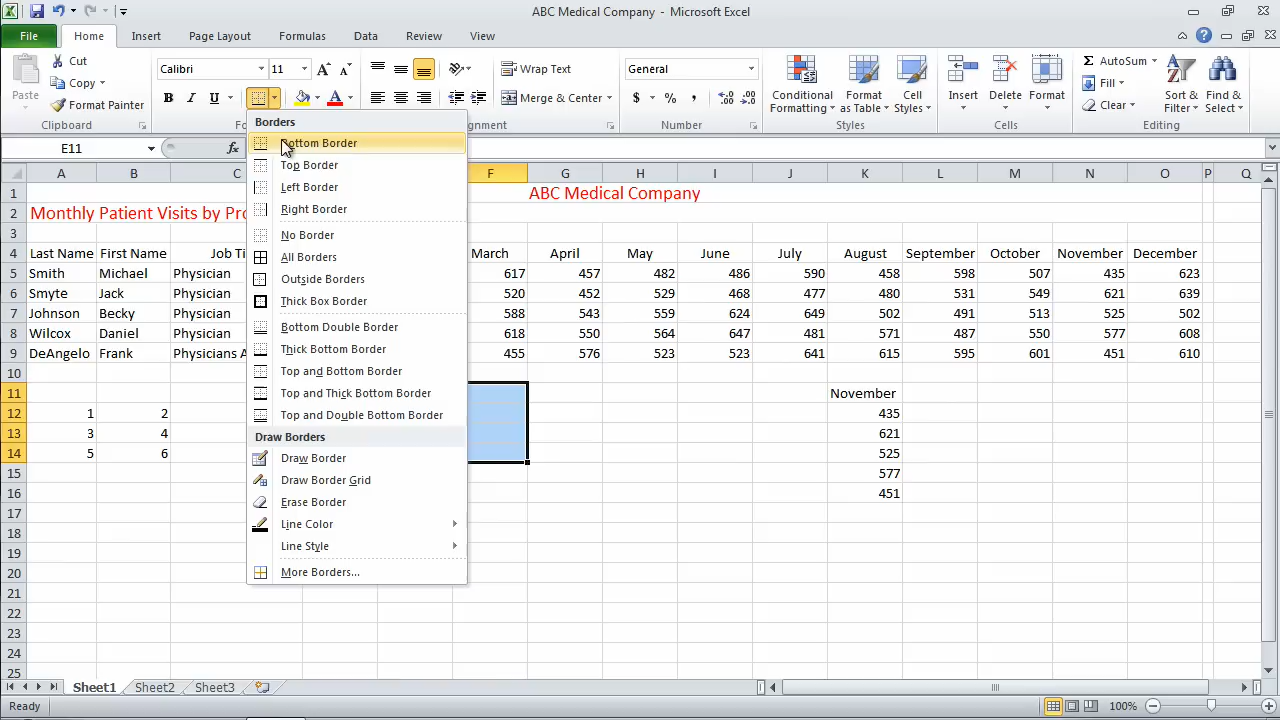 ABC Medical Company - Microsoft Excel
File Home Insert Page Layout Formulas Data Review View
Cut
Copy
Format Painter
Paste
Clipboard
Calibri 11
B I U
Wrap Text
Merge & Center
General
$ % ,
Number
Conditional Formatting
Format as Table
Cell Styles
Styles
Insert Delete Format
Cells
AutoSum
Fill
Clear
Sort & Filter
Find & Select
Editing
E11
fx
Borders
Bottom Border
Top Border
Left Border
Right Border
No Border
All Borders
Outside Borders
Thick Box Border
Bottom Double Border
Thick Bottom Border
Top and Bottom Border
Top and Thick Bottom Border
Top and Double Bottom Border
Draw Borders
Draw Border
Draw Border Grid
Erase Border
Line Color
Line Style
More Borders...
A B C F G H I J K L M N O P Q
1 ABC Medical Company
2 Monthly Patient Visits by Pro
3
4 Last Name First Name Job Ti March April May June July August September October November December
5 Smith Michael Physician 617 457 482 486 590 458 598 507 435 623
6 Smyte Jack Physician 520 452 529 468 477 480 531 549 621 639
7 Johnson Becky Physician 588 543 559 624 649 502 491 513 525 502
8 Wilcox Daniel Physician 618 550 564 647 481 571 487 550 577 608
9 DeAngelo Frank Physicians A 455 576 523 523 641 615 595 601 451 610
10
11 November
12 1 2 435
13 3 4 621
14 5 6 525
15 577
16 451
17
18
19
20
21
22
23
24
25
Sheet1 Sheet2 Sheet3
Ready 100%